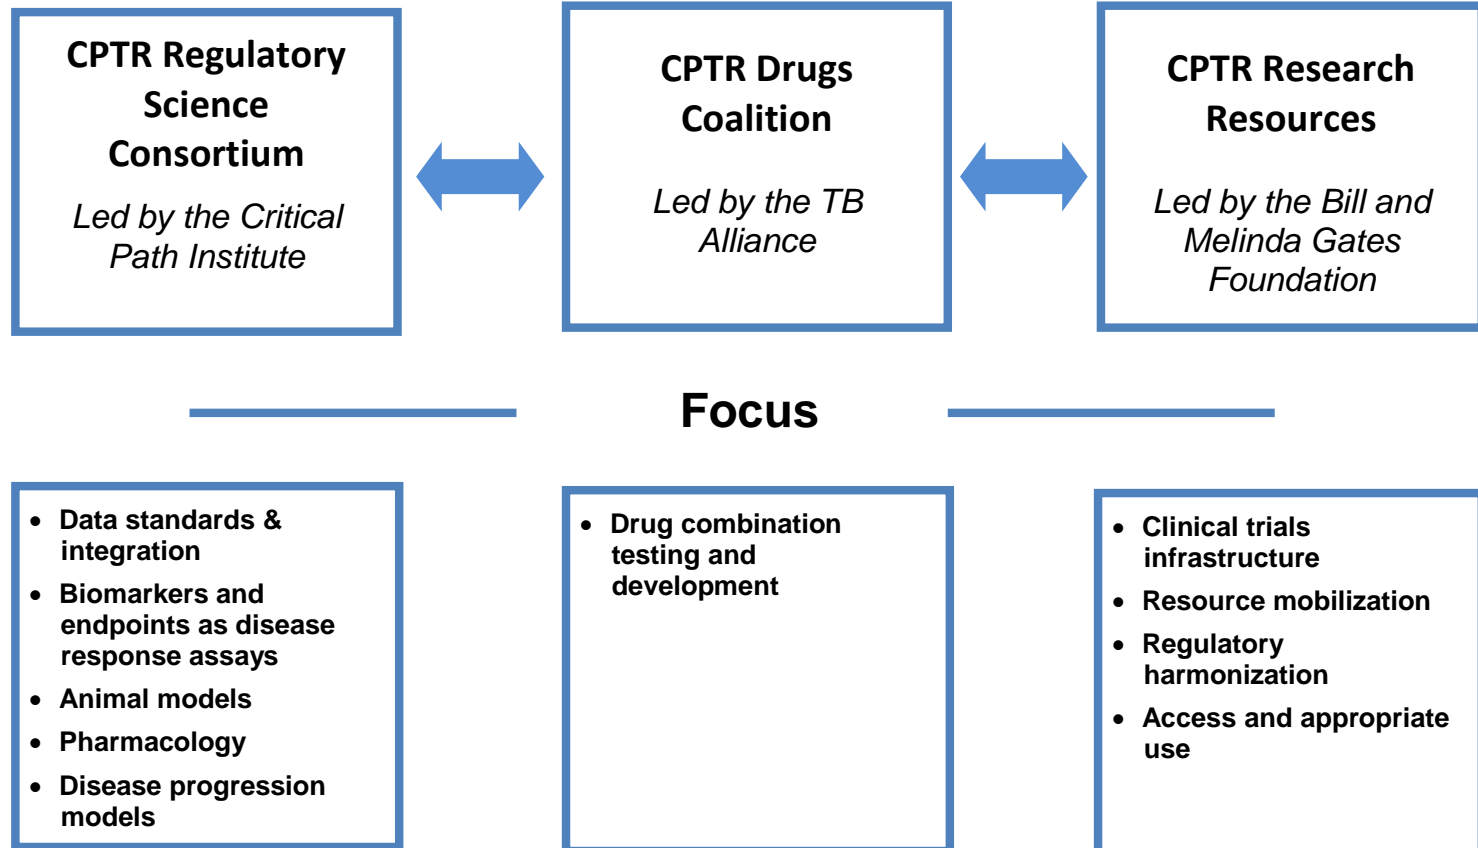 CPTR Regulatory
Science
Consortium
Led by the Critical
Path Institute
CPTR Drugs
Coalition
Led by the TB
Alliance
CPTR Research
Resources
Led by the Bill and
Melinda Gates
Foundation
Focus
• Data standards &
integration
• Biomarkers and
endpoints as disease
response assays
• Animal models
• Pharmacology
• Disease progression
models
• Drug combination
testing and
development
• Clinical trials
infrastructure
• Resource mobilization
• Regulatory
harmonization
• Access and appropriate
use